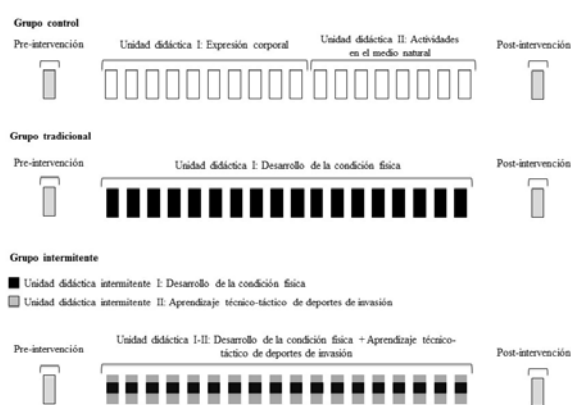 Grupo control
Pre-intervención
Unidad didáctica I: Expresión corporal
Unidad didáctica II: Actividades
en el medio natural
Post-intervención
Grupo tradicional
Pre-intervención
Unidad didáctica I: Desarrollo de la condición física
Post-intervención
Grupo intermitente
Unidad didáctica intermitente I: Desarrollo de la condición física
Unidad didáctica intermitente II: Aprendizaje técnico-táctico de deportes de invasión
Pre-intervención
Unidad didáctica I-II: Desarrollo de la condición física + Aprendizaje técnico-
táctico de deportes de invasión
Post-intervención